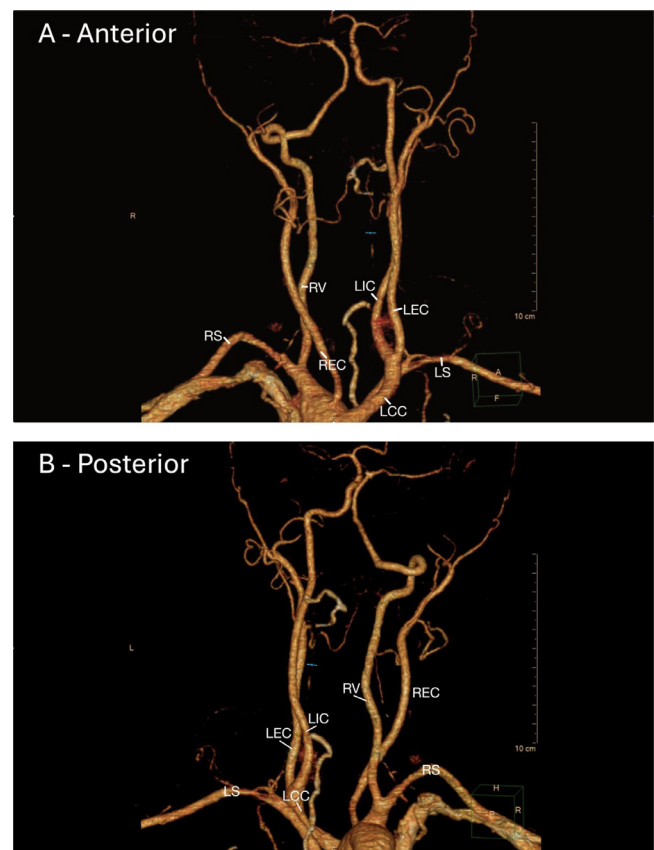 A - Anterior
R
RV
LIC
LEC
10 cm
RS
REC
LS
R
A
F
LCC
B - Posterior
L
RV
REC
LIC
LEC
10 cm
RS
LS
LCC
H
R